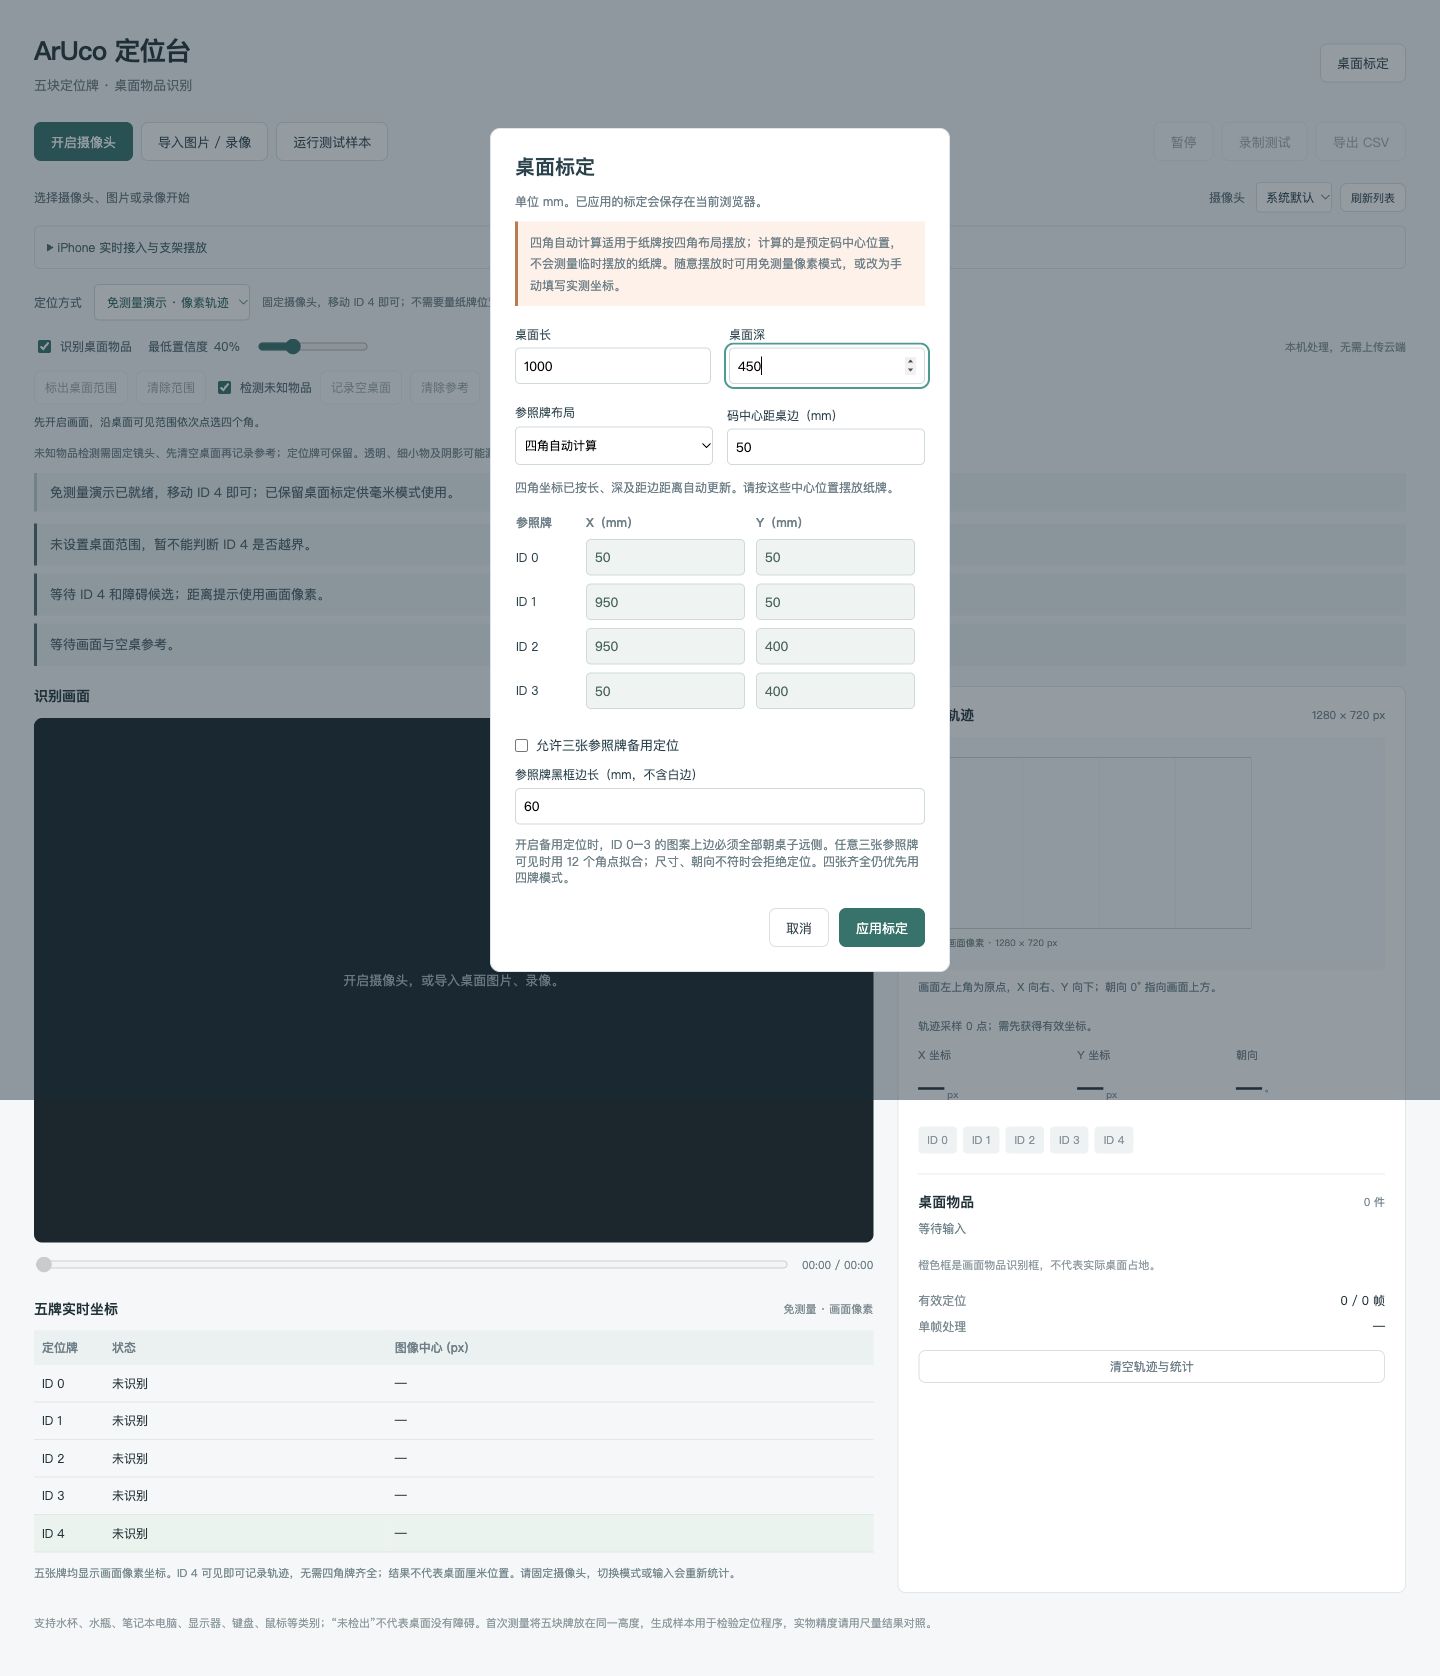 ArUco 定位台
五块定位牌 · 桌面物品识别
桌面标定
开启摄像头
导入图片 / 录像
运行测试样本
暂停
录制测试
导出 CSV
选择摄像头、图片或录像开始
摄像头
系统默认
刷新列表
iPhone 实时接入与支架摆放
定位方式
免测量演示 · 像素轨迹
固定摄像头，移动 ID 4 即可；不需要量纸牌位
识别桌面物品
最低置信度 40%
本机处理，无需上传云端
标出桌面范围
清除范围
检测未知物品
记录空桌面
清除参考
先开启画面，沿桌面可见范围依次点选四个角。
未知物品检测需固定镜头、先清空桌面再记录参考；定位牌可保留。透明、细小物及阴影可能
免测量演示已就绪，移动 ID 4 即可；已保留桌面标定供毫米模式使用。
未设置桌面范围，暂不能判断 ID 4 是否越界。
等待 ID 4 和障碍候选；距离提示使用画面像素。
等待画面与空桌参考。
桌面标定
单位 mm。已应用的标定会保存在当前浏览器。
四角自动计算适用于纸牌按四角布局摆放；计算的是预定码中心位置，
不会测量临时摆放的纸牌。随意摆放时可用免测量像素模式，或改为手
动填写实测坐标。
桌面长
桌面深
1000
450
参照牌布局
码中心距桌边（mm）
四角自动计算
50
四角坐标已按长、深及距边距离自动更新。请按这些中心位置摆放纸牌。
参照牌 X（mm） Y（mm）
ID 0 50 50
ID 1 950 50
ID 2 950 400
ID 3 50 400
允许三张参照牌备用定位
参照牌黑框边长（mm，不含白边）
60
开启备用定位时，ID 0–3 的图案上边必须全部朝桌子远侧。任意三张参照牌
可见时用 12 个角点拟合；尺寸、朝向不符时会拒绝定位。四张齐全仍优先用
四牌模式。
取消
应用标定
识别画面
开启摄像头，或导入桌面图片、录像。
00:00 / 00:00
轨迹
1280 × 720 px
画面像素 · 1280 × 720 px
画面左上角为原点，X 向右、Y 向下；朝向 0° 指向画面上方。
轨迹采样 0 点；需先获得有效坐标。
X 坐标 Y 坐标 朝向
— px — px — °
ID 0 ID 1 ID 2 ID 3 ID 4
桌面物品
0 件
等待输入
橙色框是画面物品识别框，不代表实际桌面占地。
有效定位 0 / 0 帧
单帧处理 —
清空轨迹与统计
五牌实时坐标
免测量 · 画面像素
定位牌 状态 图像中心 (px)
ID 0 未识别 —
ID 1 未识别 —
ID 2 未识别 —
ID 3 未识别 —
ID 4 未识别 —
五张牌均显示画面像素坐标。ID 4 可见即可记录轨迹，无需四角牌齐全；结果不代表桌面厘米位置。请固定摄像头，切换模式或输入会重新统计。
支持水杯、水瓶、笔记本电脑、显示器、键盘、鼠标等类别；“未检出”不代表桌面没有障碍。首次测量将五块牌放在同一高度，生成样本用于检验定位程序，实物精度请用尺量结果对照。